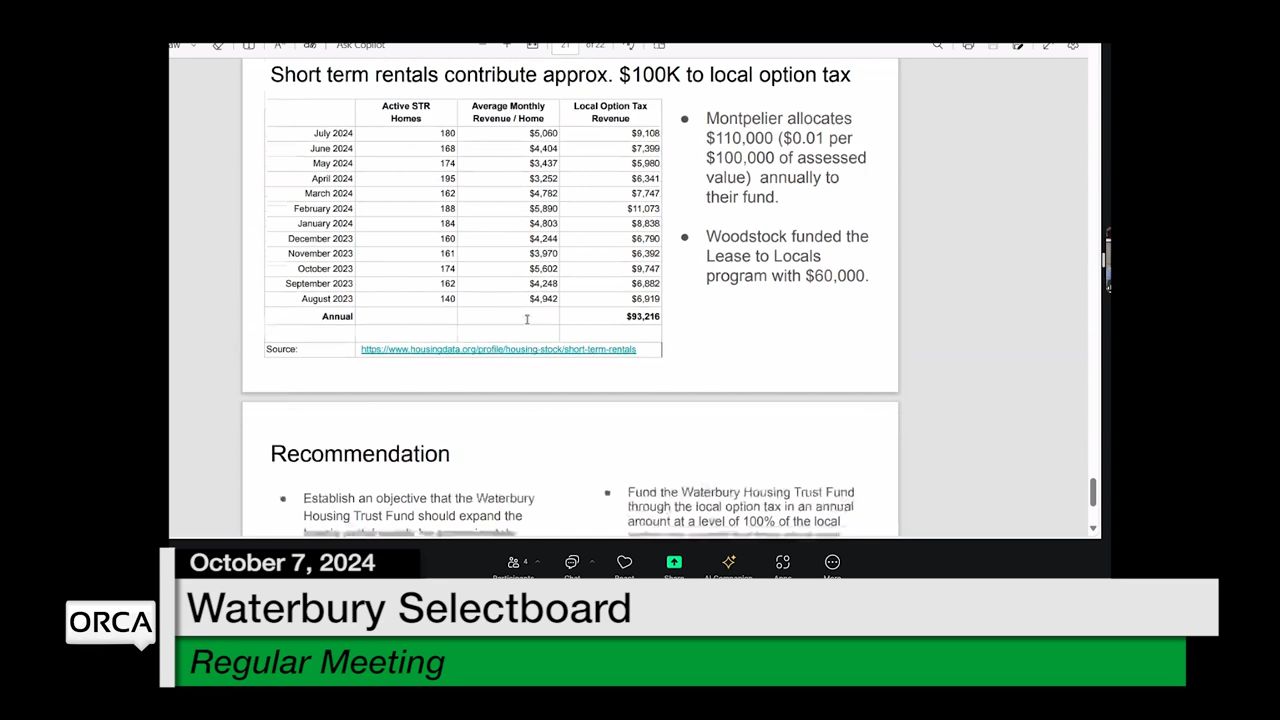 Ask Copilot
21 of 22
Short term rentals contribute approx. $100K to local option tax
Active STR Homes Average Monthly Revenue / Home Local Option Tax Revenue
July 2024 180 $5,060 $9,108
June 2024 168 $4,404 $7,399
May 2024 174 $3,437 $5,980
April 2024 195 $3,252 $6,341
March 2024 162 $4,782 $7,747
February 2024 188 $5,890 $11,073
January 2024 184 $4,803 $8,838
December 2023 160 $4,244 $6,790
November 2023 161 $3,970 $6,392
October 2023 174 $5,602 $9,747
September 2023 162 $4,248 $6,882
August 2023 140 $4,942 $6,919
Annual $93,216
Source: https://www.housingdata.org/profile/housing-stock/short-term-rentals
● Montpelier allocates
$110,000 ($0.01 per
$100,000 of assessed
value) annually to
their fund.
● Woodstock funded the
Lease to Locals
program with $60,000.
Recommendation
● Establish an objective that the Waterbury
Housing Trust Fund should expand the
● Fund the Waterbury Housing Trust Fund
through the local option tax in an annual
amount at a level of 100% of the local
4
October 7, 2024
ORCA
Waterbury Selectboard
Regular Meeting